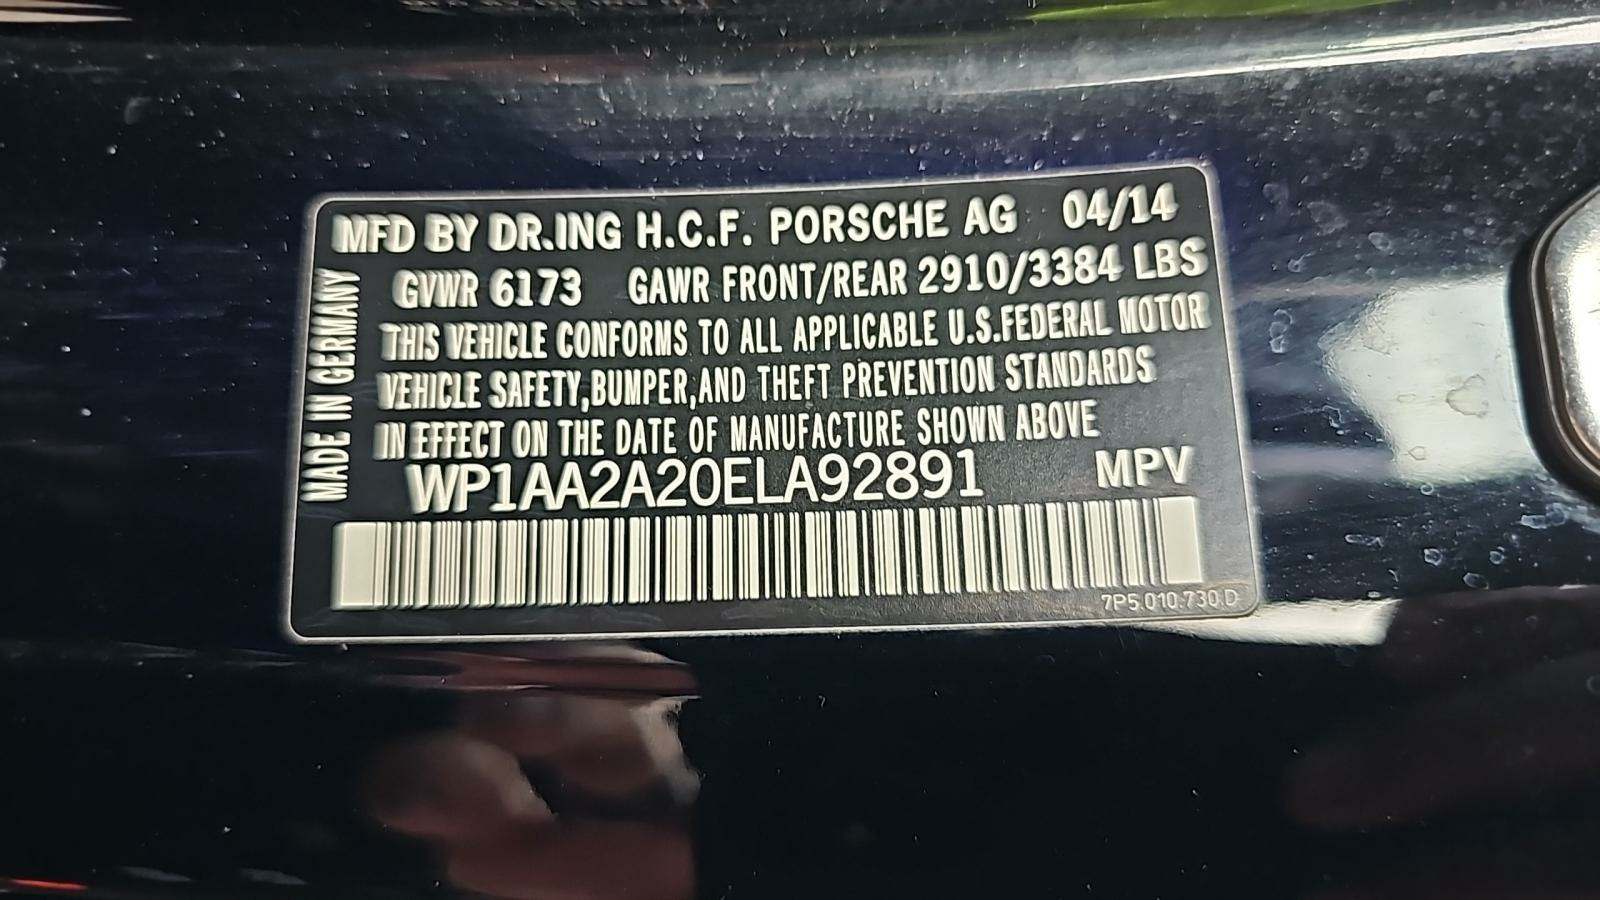 MFD BY DR.ING H.C.F. PORSCHE AG 04/14
GVWR 6173 GAWR FRONT/REAR 2910/3384 LBS
THIS VEHICLE CONFORMS TO ALL APPLICABLE U.S.FEDERAL MOTOR
VEHICLE SAFETY,BUMPER,AND THEFT PREVENTION STANDARDS
IN EFFECT ON THE DATE OF MANUFACTURE SHOWN ABOVE
WP1AA2A20ELA92891 MPV
7P5.010.730.D
MADE IN GERMANY